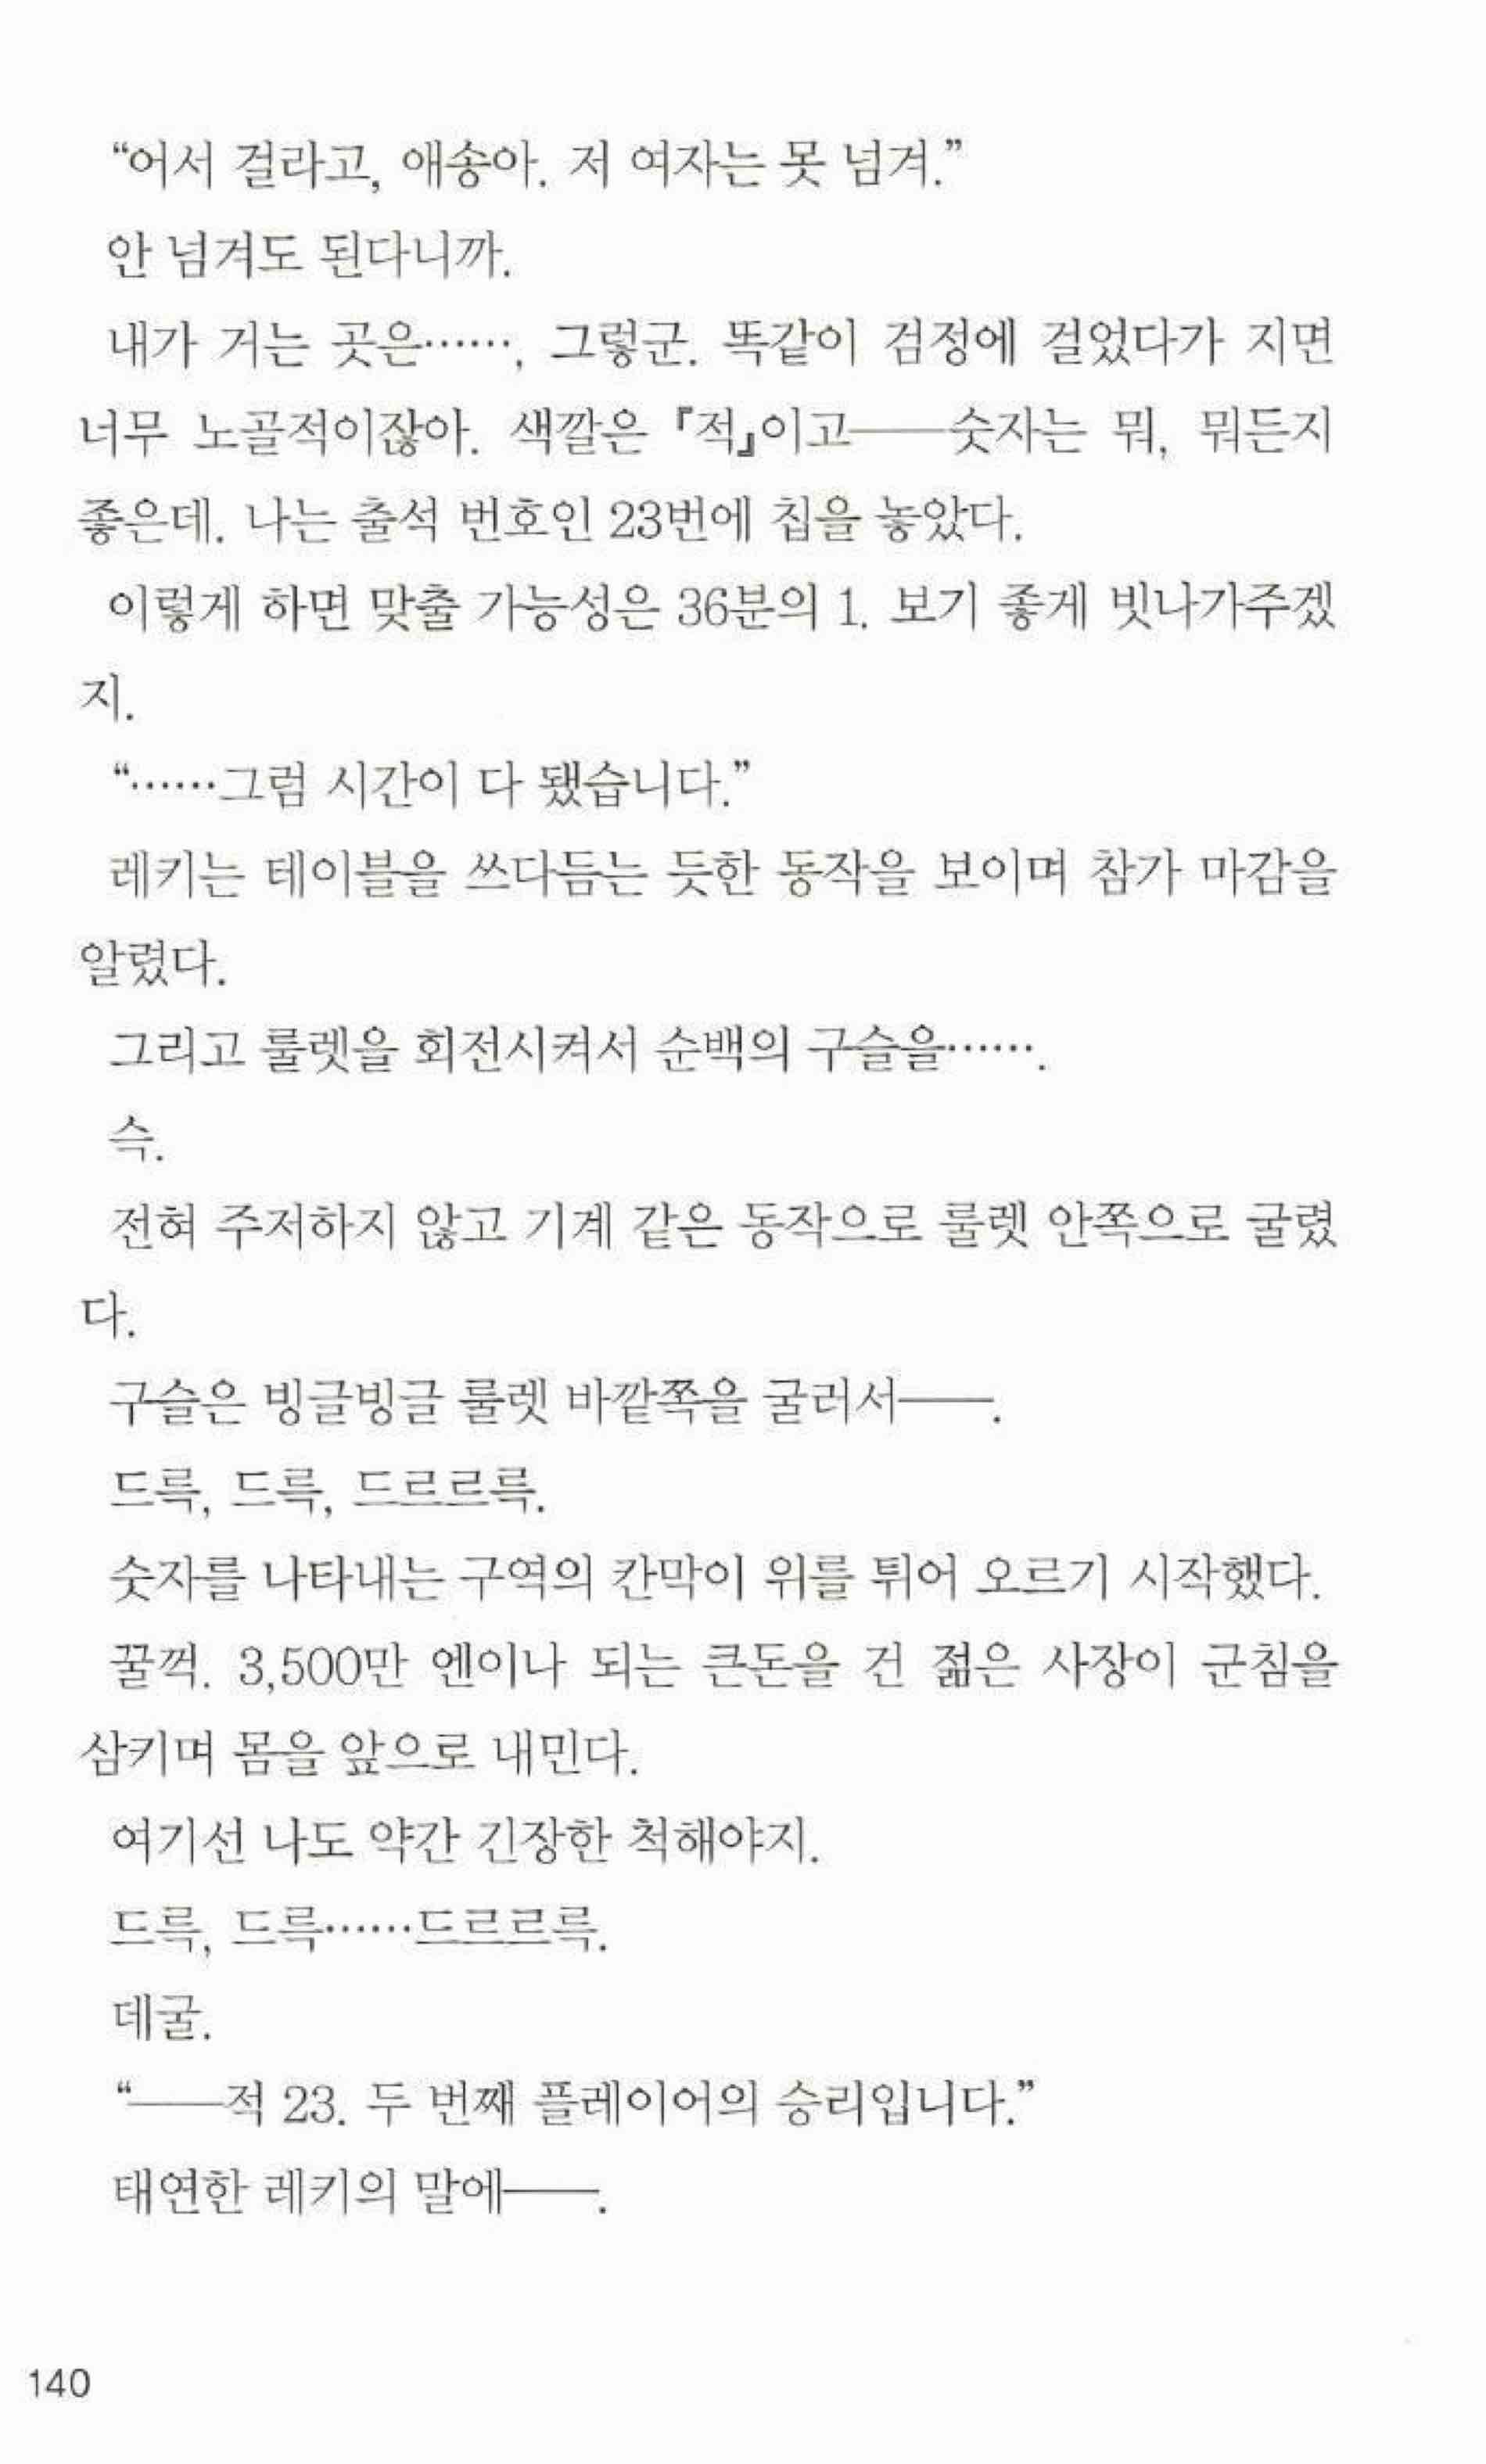 “어서 걸라고, 애송아. 저 여자는 못 넘겨.”
안 넘겨도 된다니까.
내가 거는 곳은……, 그렇군. 똑같이 검정에 걸었다가 지면
너무 노골적이잖아. 색깔은 『적』이고――숫자는 뭐, 뭐든지
좋은데. 나는 출석 번호인 23번에 칩을 놓았다.
이렇게 하면 맞출 가능성은 36분의 1. 보기 좋게 빗나가주겠
지.
“……그럼 시간이 다 됐습니다.”
레키는 테이블을 쓰다듬는 듯한 동작을 보이며 참가 마감을
알렸다.
그리고 룰렛을 회전시켜서 순백의 구슬을…….
슥.
전혀 주저하지 않고 기계 같은 동작으로 룰렛 안쪽으로 굴렸
다.
구슬은 빙글빙글 룰렛 바깥쪽을 굴러서――.
드륵, 드륵, 드르르륵.
숫자를 나타내는 구역의 칸막이 위를 튀어 오르기 시작했다.
꿀꺽. 3,500만 엔이나 되는 큰돈을 건 젊은 사장이 군침을
삼키며 몸을 앞으로 내민다.
여기선 나도 약간 긴장한 척해야지.
드륵, 드륵……드르르륵.
데굴.
“――적 23. 두 번째 플레이어의 승리입니다.”
태연한 레키의 말에――.
140